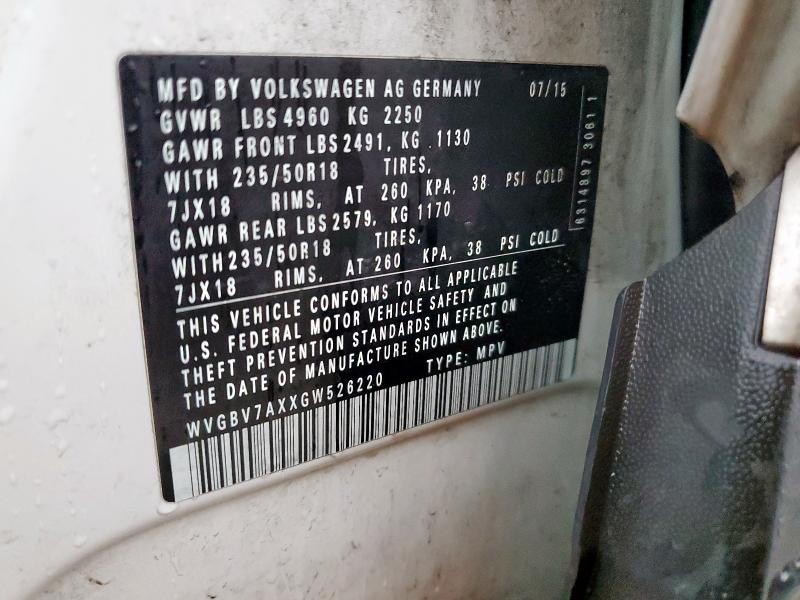 MFD BY VOLKSWAGEN AG GERMANY 07/15
GVWR LBS 4960 KG 2250
GAWR FRONT LBS 2491, KG 1130
WITH 235/50R18 TIRES,
7JX18 RIMS, AT 260 KPA, 38 PSI COLD
GAWR REAR LBS 2579, KG 1170
WITH 235/50R18 TIRES,
7JX18 RIMS, AT 260 KPA, 38 PSI COLD
THIS VEHICLE CONFORMS TO ALL APPLICABLE
U.S. FEDERAL MOTOR VEHICLE SAFETY AND
THEFT PREVENTION STANDARDS IN EFFECT ON
THE DATE OF MANUFACTURE SHOWN ABOVE.
WVGBV7AXXGW526220 TYPE: MPV
6314897 3061 1